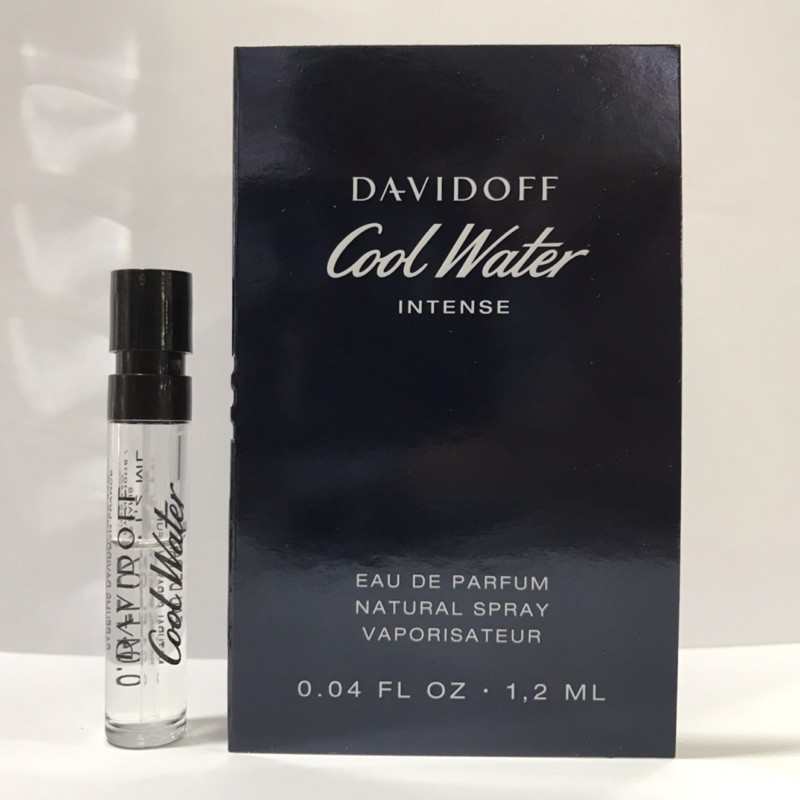 DAVIDOFF
Cool Water
INTENSE
EAU DE PARFUM
NATURAL SPRAY
VAPORISATEUR
0.04 FL OZ · 1,2 ML
DAVIDOFF
Cool Water